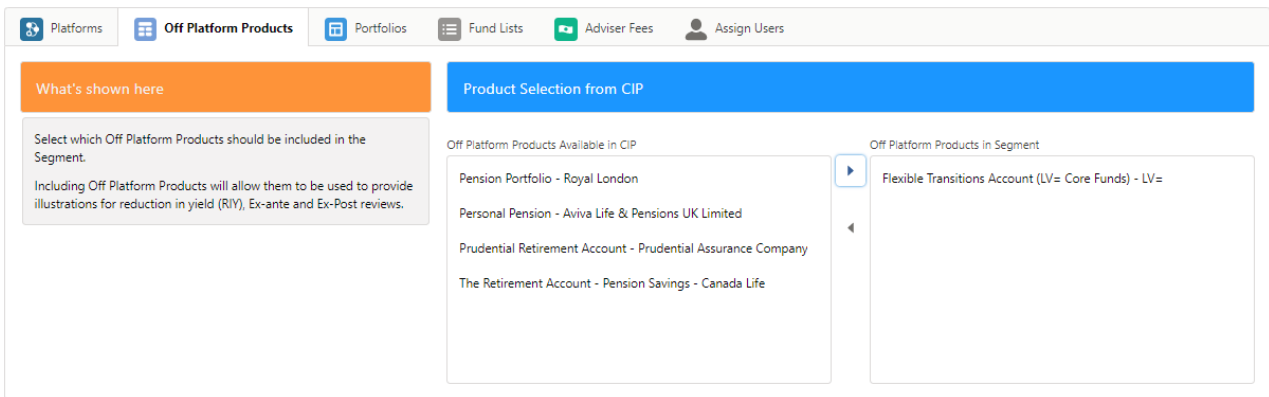 Platforms
Off Platform Products
Portfolios
Fund Lists
Adviser Fees
Assign Users
What's shown here
Select which Off Platform Products should be included in the
Segment.
Including Off Platform Products will allow them to be used to provide
illustrations for reduction in yield (RIY), Ex-ante and Ex-Post reviews.
Product Selection from CIP
Off Platform Products Available in CIP
Pension Portfolio - Royal London
Personal Pension - Aviva Life & Pensions UK Limited
Prudential Retirement Account - Prudential Assurance Company
The Retirement Account - Pension Savings - Canada Life
Off Platform Products in Segment
Flexible Transitions Account (LV= Core Funds) - LV=